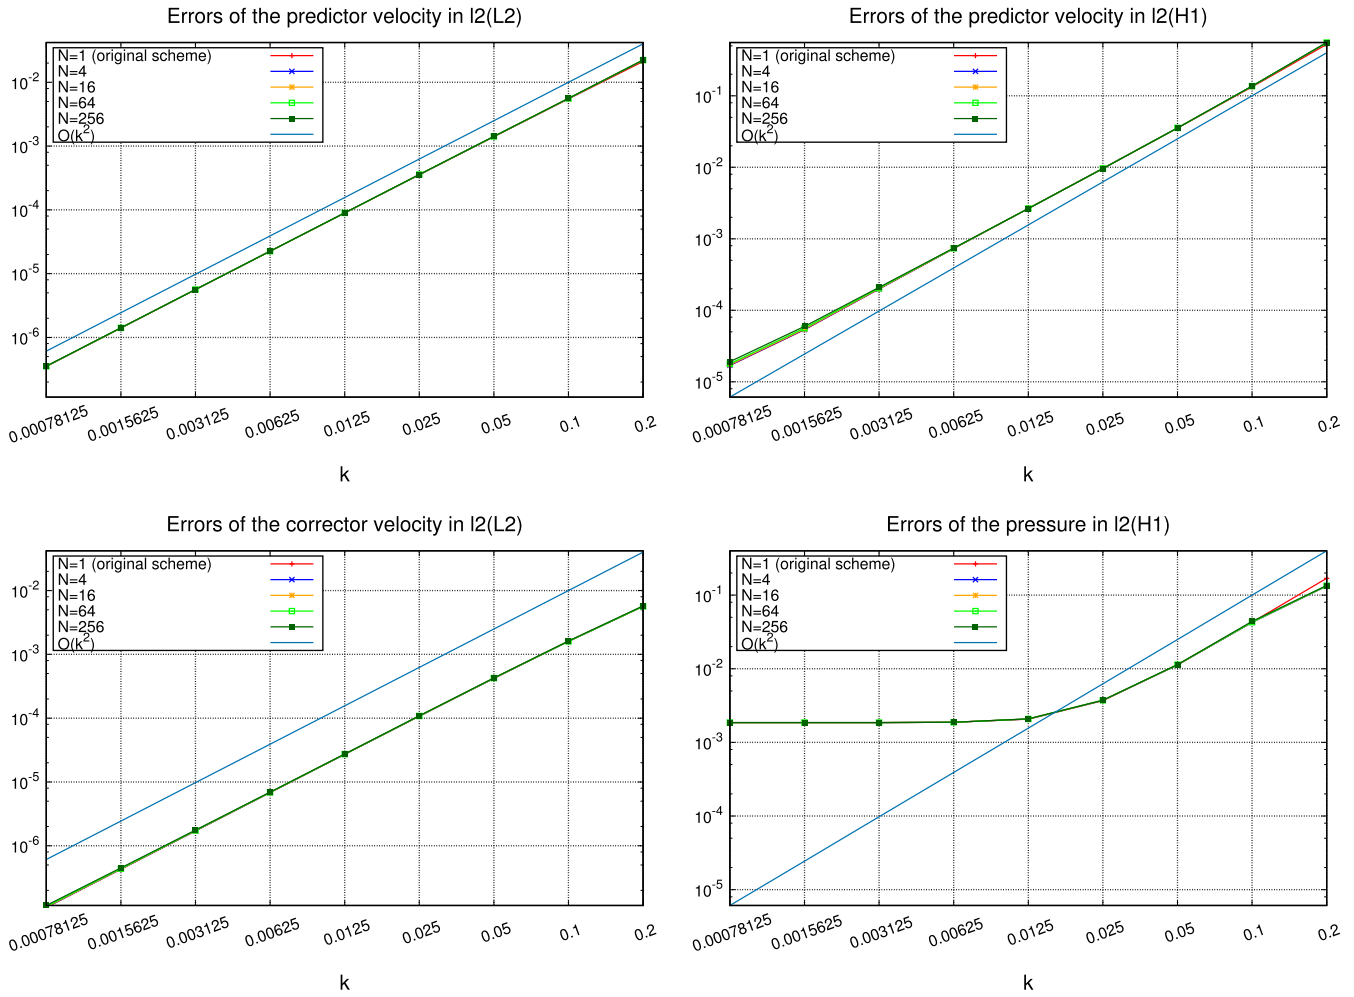 Errors of the predictor velocity in l2(L2)
N=1 (original scheme)
N=4
N=16
N=64
N=256
O(k^2)
10^-2
10^-3
10^-4
10^-5
10^-6
0.00078125 0.0015625 0.003125 0.00625 0.0125 0.025 0.05 0.1 0.2
k
Errors of the predictor velocity in l2(H1)
N=1 (original scheme)
N=4
N=16
N=64
N=256
O(k^2)
10^-1
10^-2
10^-3
10^-4
10^-5
0.00078125 0.0015625 0.003125 0.00625 0.0125 0.025 0.05 0.1 0.2
k
Errors of the corrector velocity in l2(L2)
N=1 (original scheme)
N=4
N=16
N=64
N=256
O(k^2)
10^-2
10^-3
10^-4
10^-5
10^-6
0.00078125 0.0015625 0.003125 0.00625 0.0125 0.025 0.05 0.1 0.2
k
Errors of the pressure in l2(H1)
N=1 (original scheme)
N=4
N=16
N=64
N=256
O(k^2)
10^-1
10^-2
10^-3
10^-4
10^-5
0.00078125 0.0015625 0.003125 0.00625 0.0125 0.025 0.05 0.1 0.2
k